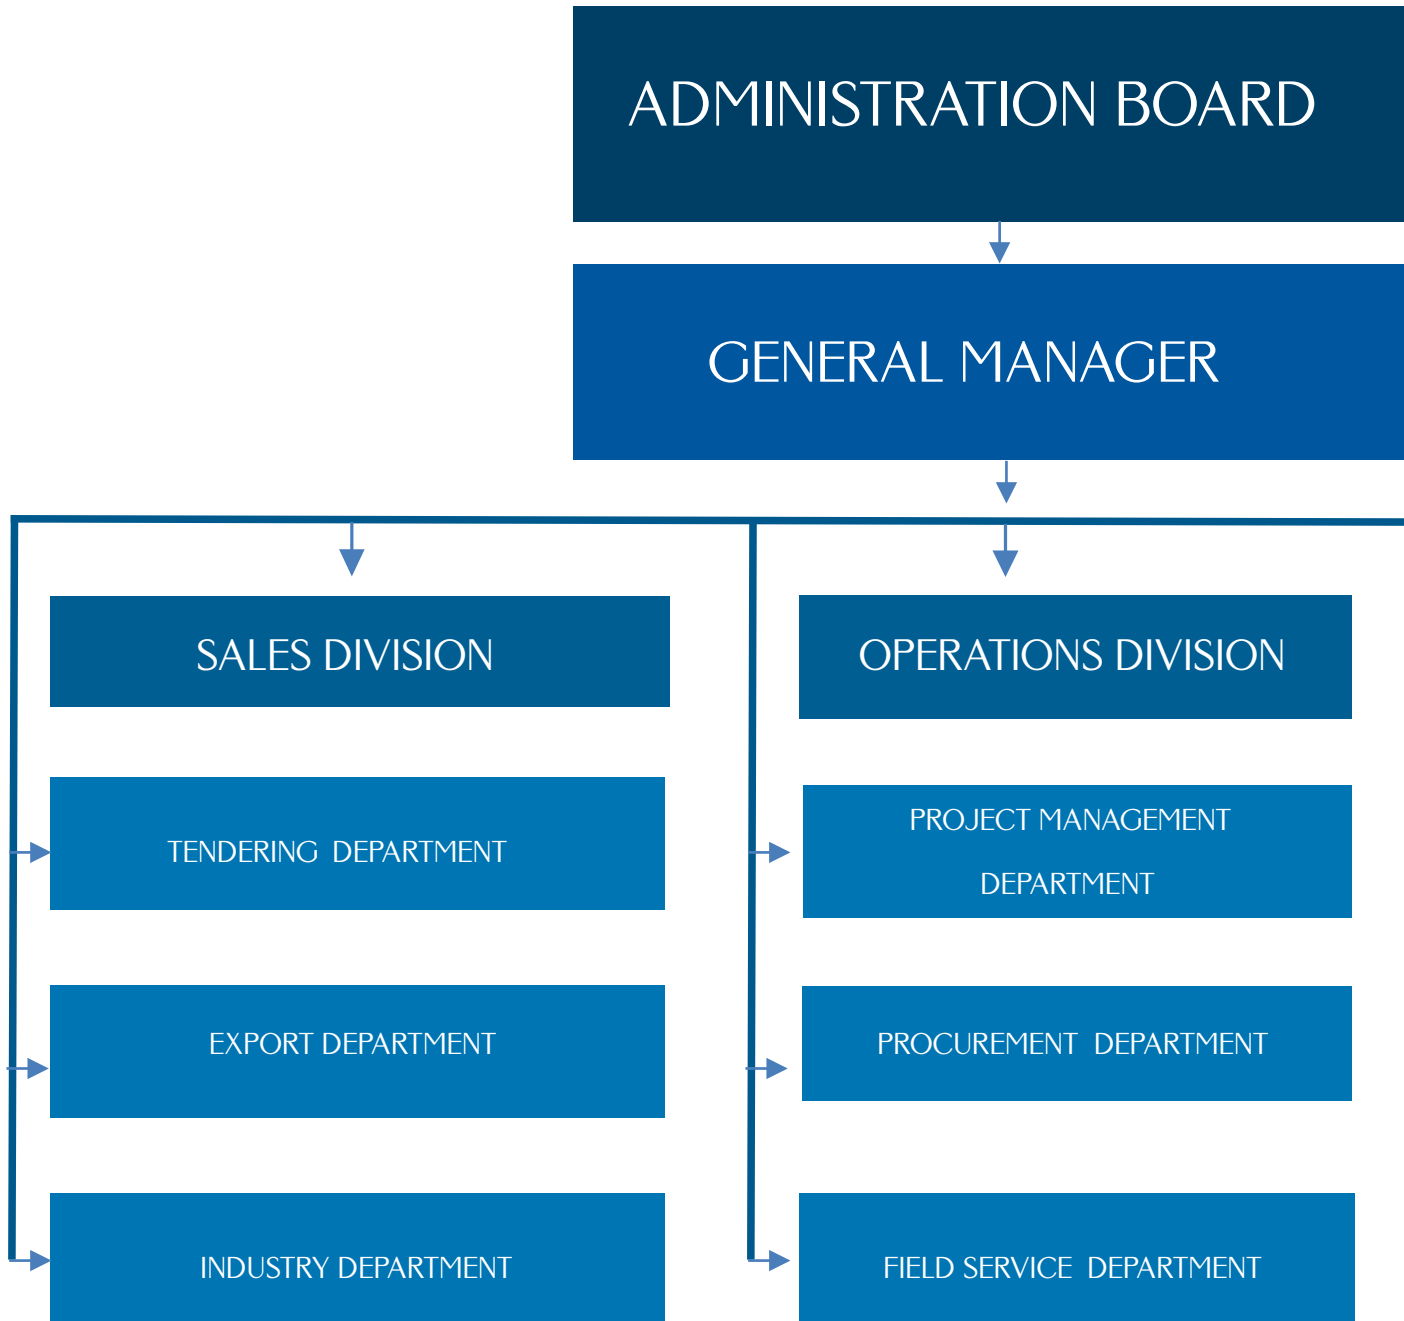 ADMINISTRATION BOARD
GENERAL MANAGER
SALES DIVISION
TENDERING DEPARTMENT
EXPORT DEPARTMENT
INDUSTRY DEPARTMENT
OPERATIONS DIVISION
PROJECT MANAGEMENT
DEPARTMENT
PROCUREMENT DEPARTMENT
FIELD SERVICE DEPARTMENT